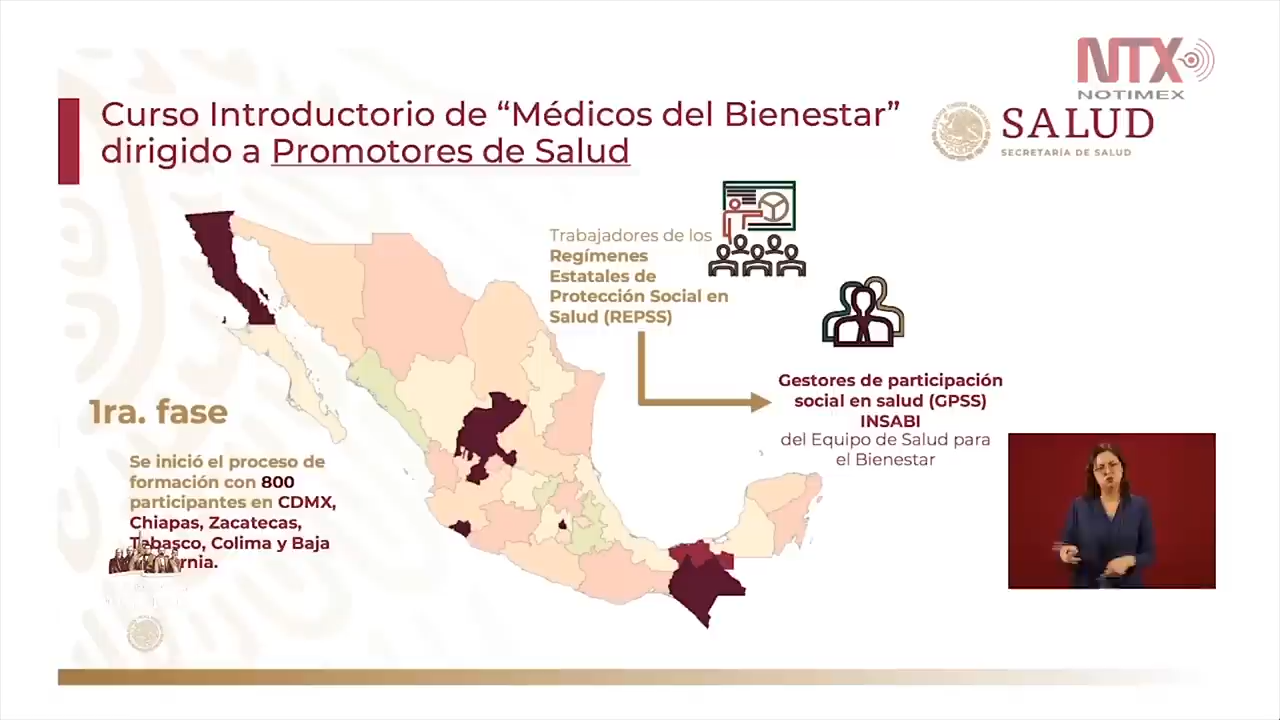 NTX
NOTIMEX
Curso Introductorio de “Médicos del Bienestar”
dirigido a Promotores de Salud
SALUD
SECRETARÍA DE SALUD
Trabajadores de los
Regímenes
Estatales de
Protección Social en
Salud (REPSS)
Gestores de participación
social en salud (GPSS)
INSABI
del Equipo de Salud para
el Bienestar
1ra. fase
Se inició el proceso de
formación con 800
participantes en CDMX,
Chiapas, Zacatecas,
Tabasco, Colima y Baja
rnia.